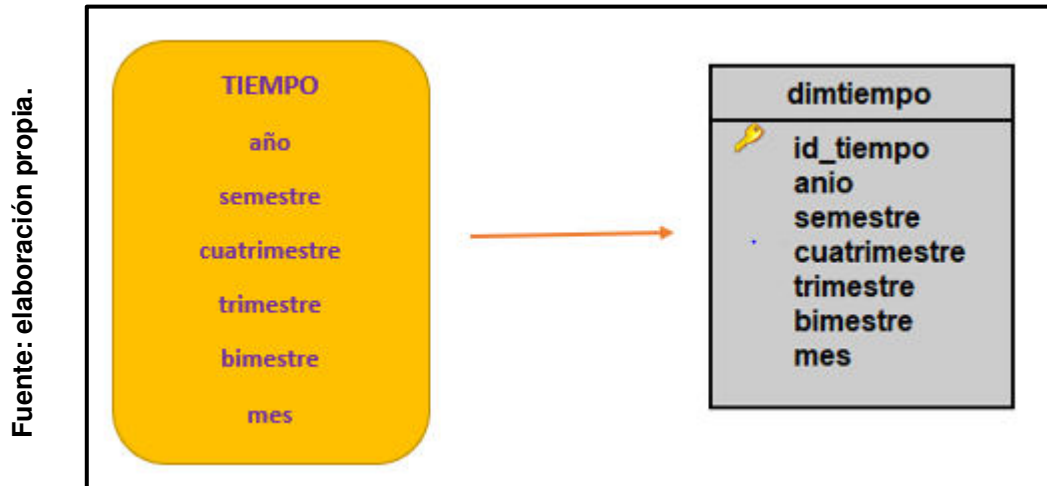 Fuente: elaboración propia.
TIEMPO
año
semestre
cuatrimestre
trimestre
bimestre
mes
dimtiempo
id_tiempo
anio
semestre
cuatrimestre
trimestre
bimestre
mes